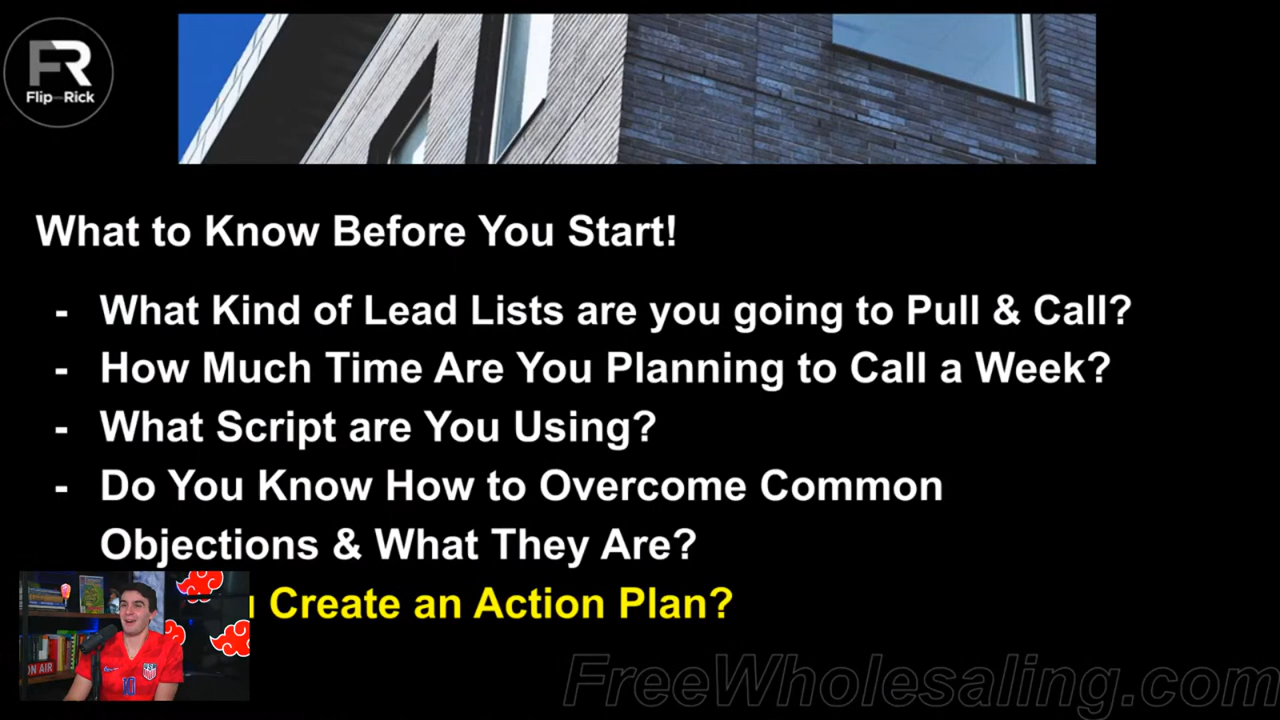 FR
Flip Rick
What to Know Before You Start!
- What Kind of Lead Lists are you going to Pull & Call?
- How Much Time Are You Planning to Call a Week?
- What Script are You Using?
- Do You Know How to Overcome Common
Objections & What They Are?
Create an Action Plan?
ON AIR
10
FreeWholesaling.com